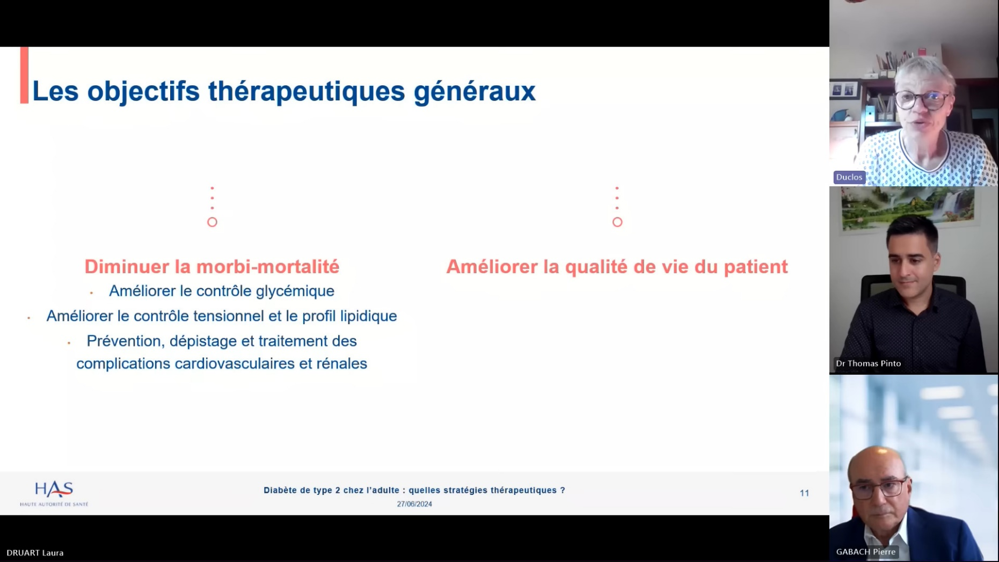 Les objectifs thérapeutiques généraux
Diminuer la morbi-mortalité
Améliorer le contrôle glycémique
Améliorer le contrôle tensionnel et le profil lipidique
Prévention, dépistage et traitement des
complications cardiovasculaires et rénales
Améliorer la qualité de vie du patient
HAS
HAUTE AUTORITÉ DE SANTÉ
Diabète de type 2 chez l'adulte : quelles stratégies thérapeutiques ?
27/06/2024
11
DRUART Laura
Duclos
Dr Thomas Pinto
GABACH Pierre